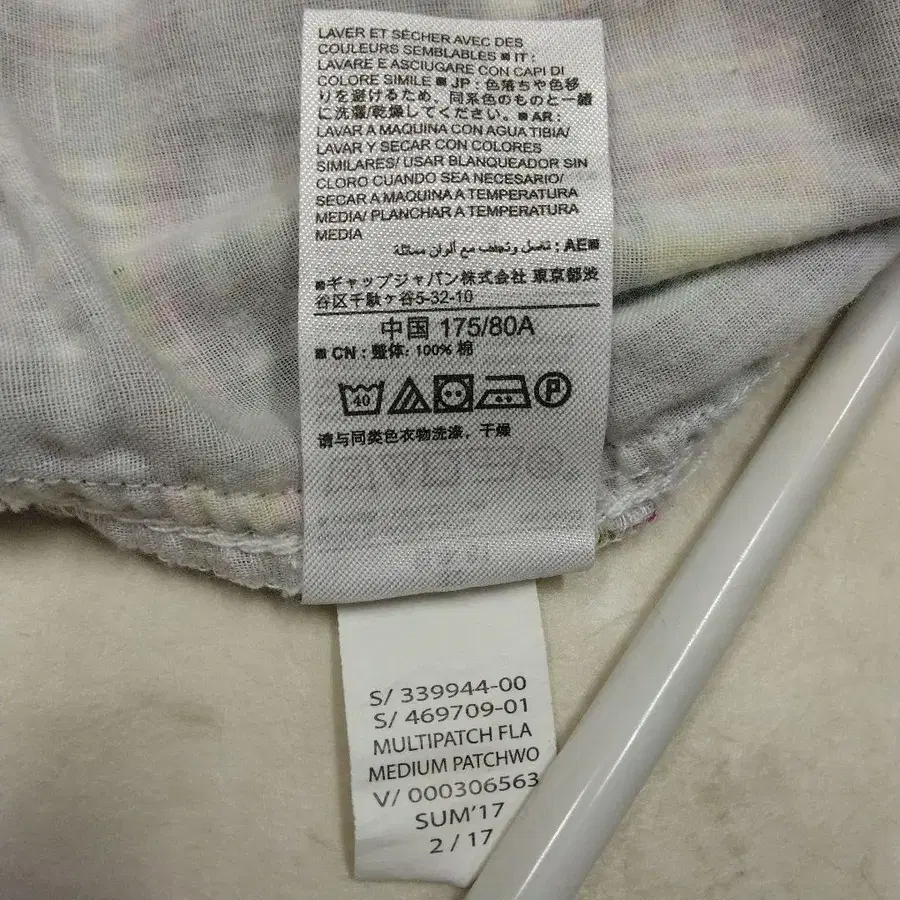 LAVER ET SÉCHER AVEC DES
COULEURS SEMBLABLES ■ IT :
LAVARE E ASCIUGARE CON CAPI DI
COLORE SIMILE ■ JP : 色落ちや色移
りを避けるため、同系色のものと一緒
に洗濯/乾燥してください。■ AR :
LAVAR A MAQUINA CON AGUA TIBIA/
LAVAR Y SECAR CON COLORES
SIMILARES/ USAR BLANQUEADOR SIN
CLORO CUANDO SEA NECESARIO/
SECAR A MAQUINA A TEMPERATURA
MEDIA/ PLANCHAR A TEMPERATURA
MEDIA
■AE : تغسل وتجفف مع ألوان مماثلة
■ギャップジャパン株式会社 東京都渋
谷区千駄ヶ谷5-32-10
中国 175/80A
■ CN : 整体: 100% 棉
40 P
请与同类色衣物洗涤，干燥
S/ 339944-00
S/ 469709-01
MULTIPATCH FLA
MEDIUM PATCHWO
V/ 000306563
SUM'17
2 / 17